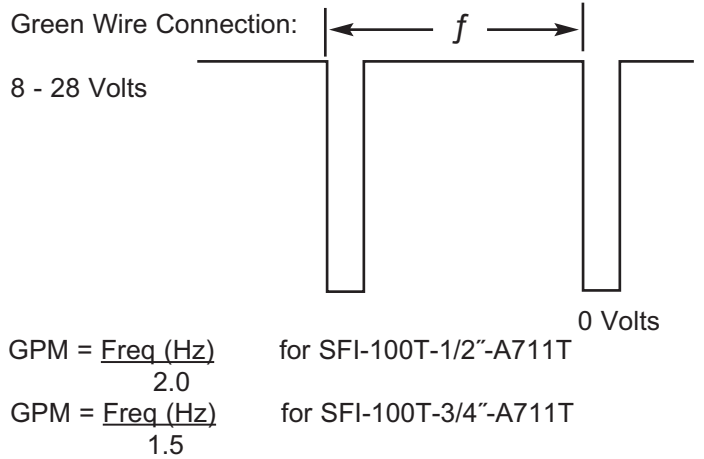 Green Wire Connection:
f
8 - 28 Volts
0 Volts
GPM = Freq (Hz) for SFI-100T-1/2˝-A711T
2.0
GPM = Freq (Hz) for SFI-100T-3/4˝-A711T
1.5